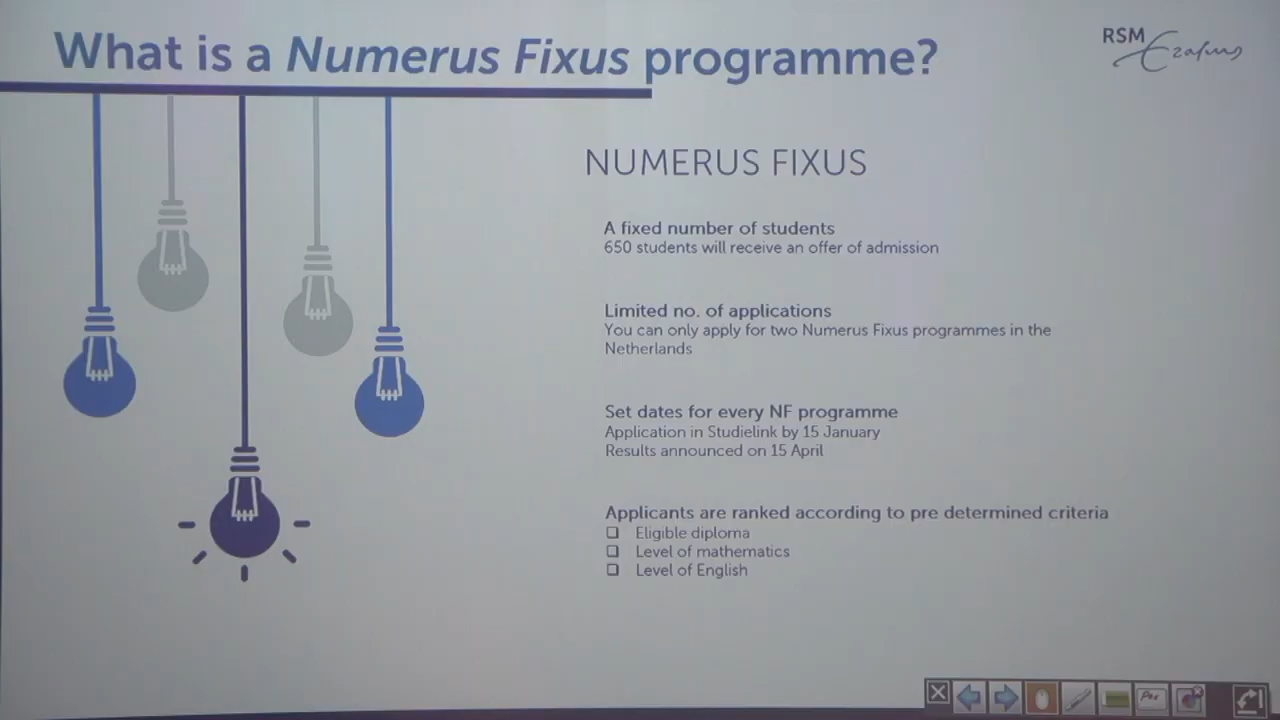 What is a Numerus Fixus programme?
RSM
Erasmus
NUMERUS FIXUS
A fixed number of students
650 students will receive an offer of admission
Limited no. of applications
You can only apply for two Numerus Fixus programmes in the
Netherlands
Set dates for every NF programme
Application in Studielink by 15 January
Results announced on 15 April
Applicants are ranked according to pre determined criteria
❑ Eligible diploma
❑ Level of mathematics
❑ Level of English